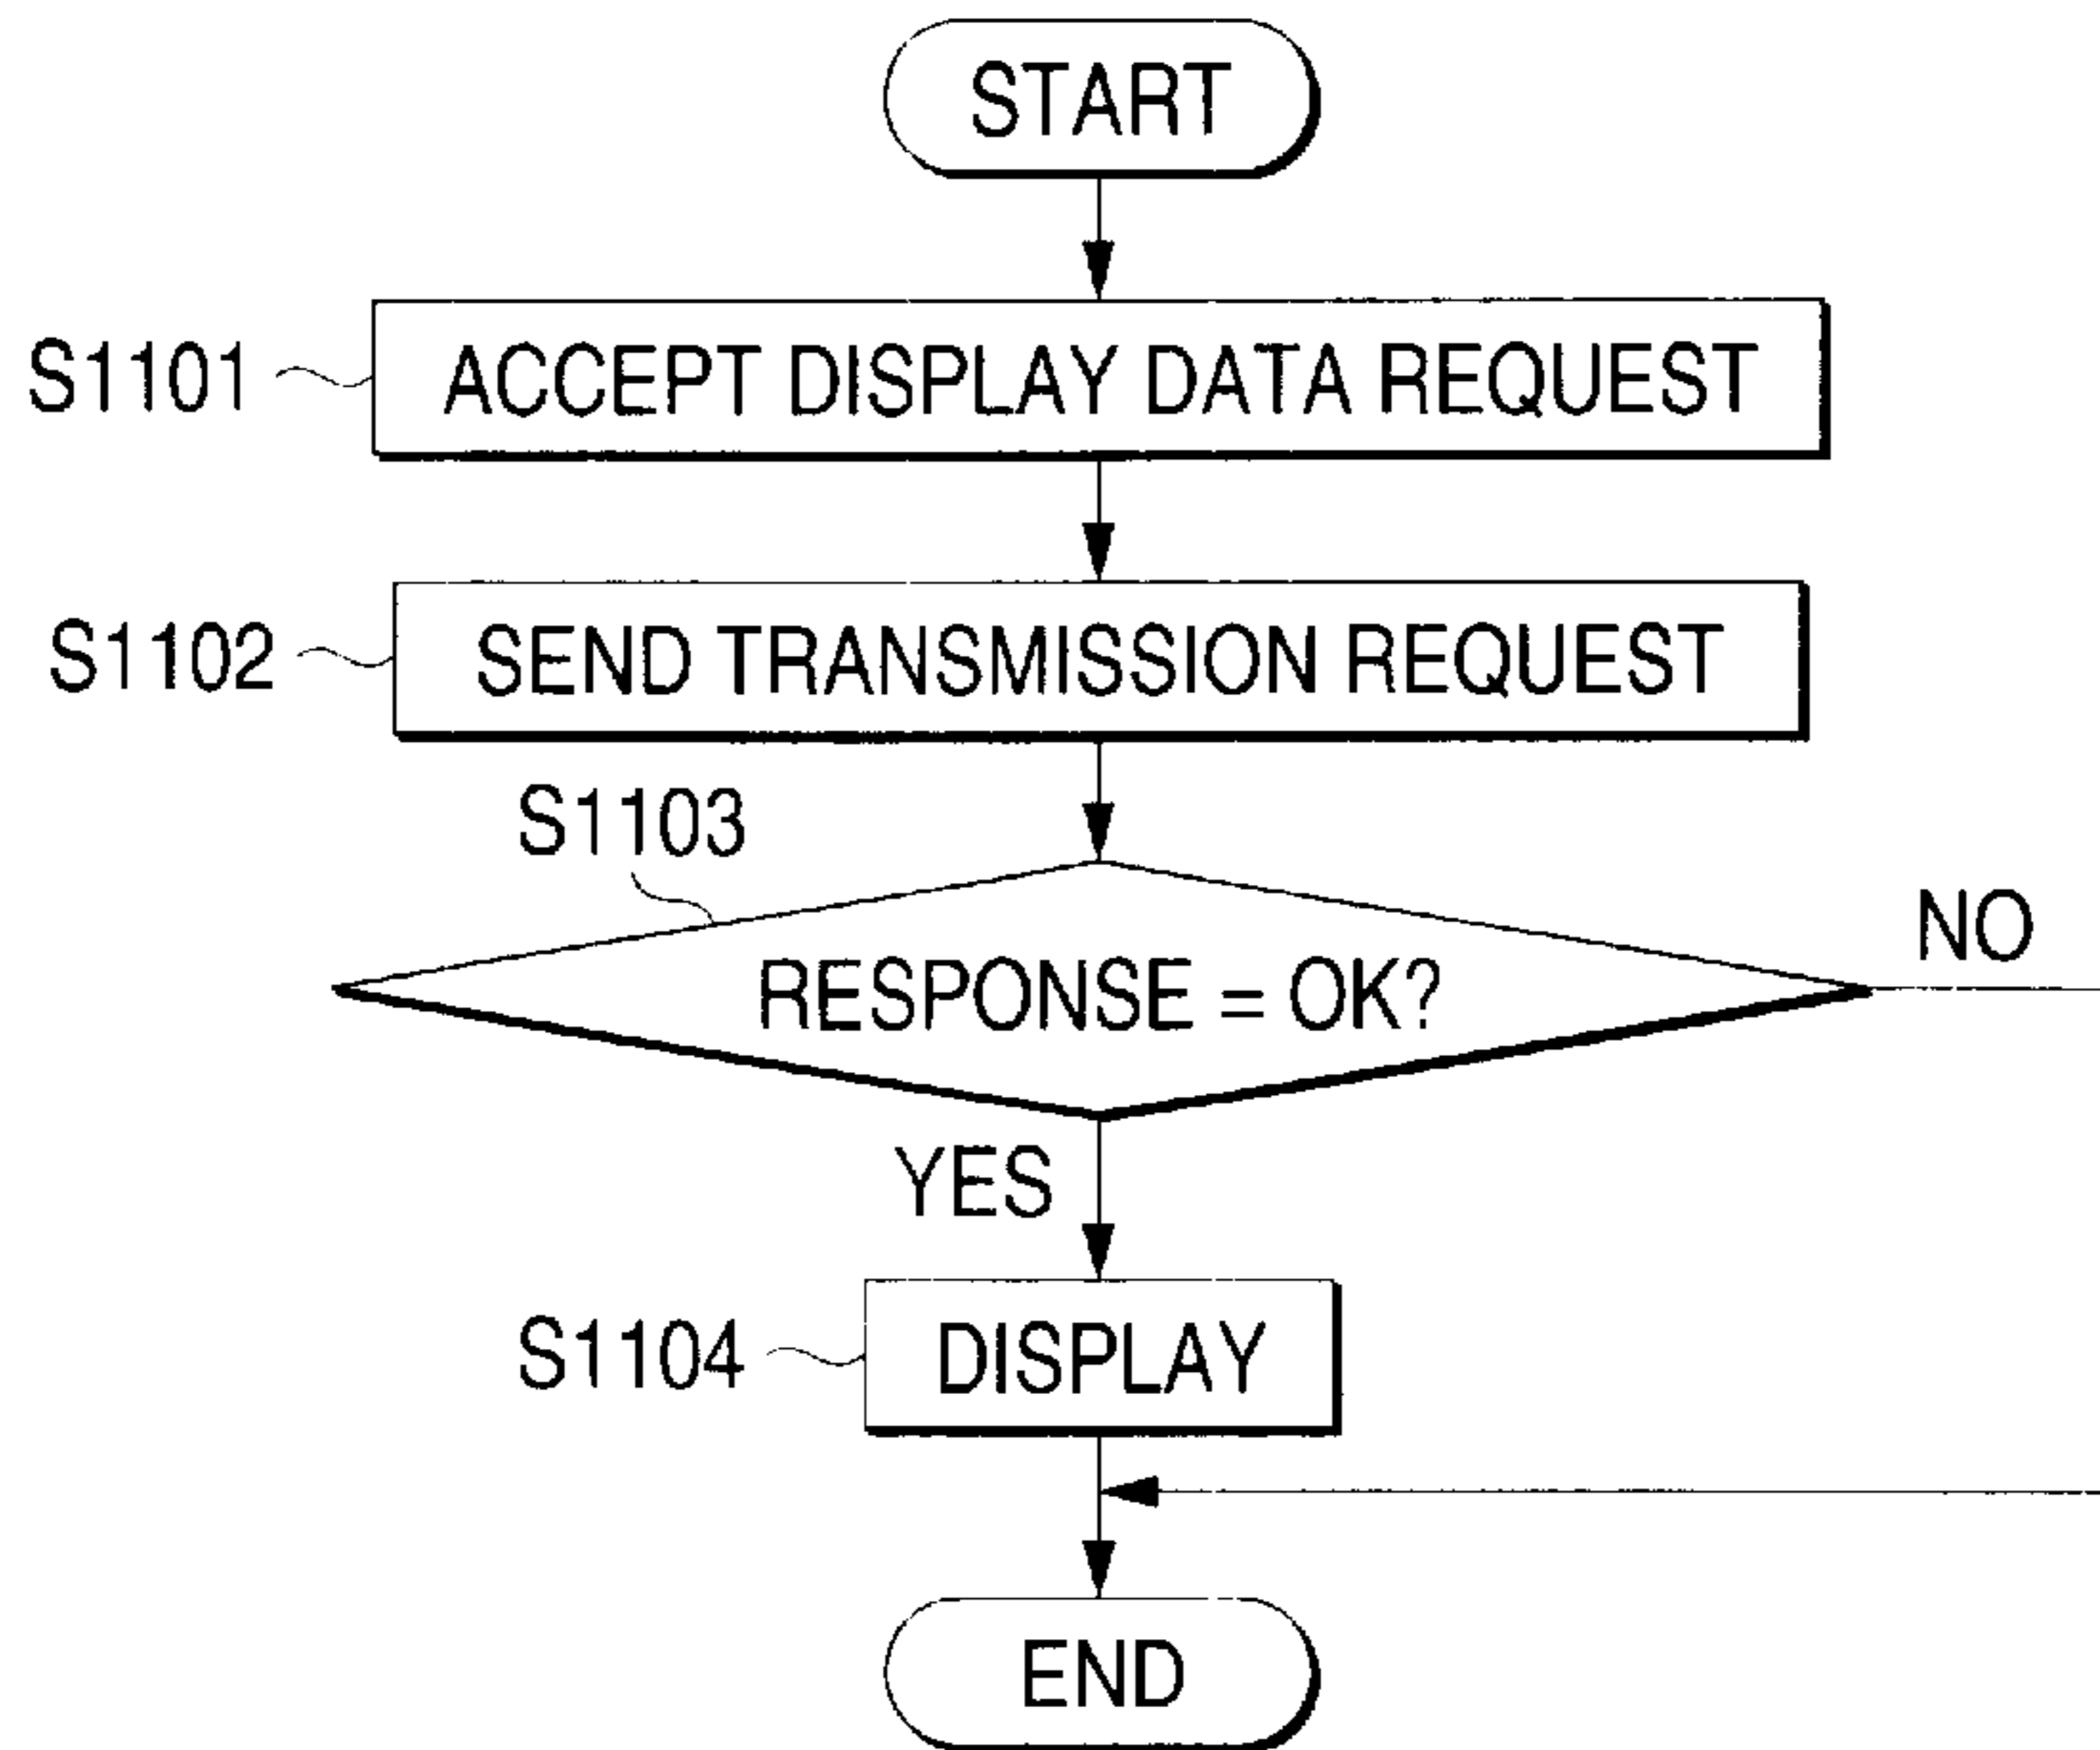 START
S1101
ACCEPT DISPLAY DATA REQUEST
S1102
SEND TRANSMISSION REQUEST
S1103
RESPONSE = OK?
NO
YES
S1104
DISPLAY
END